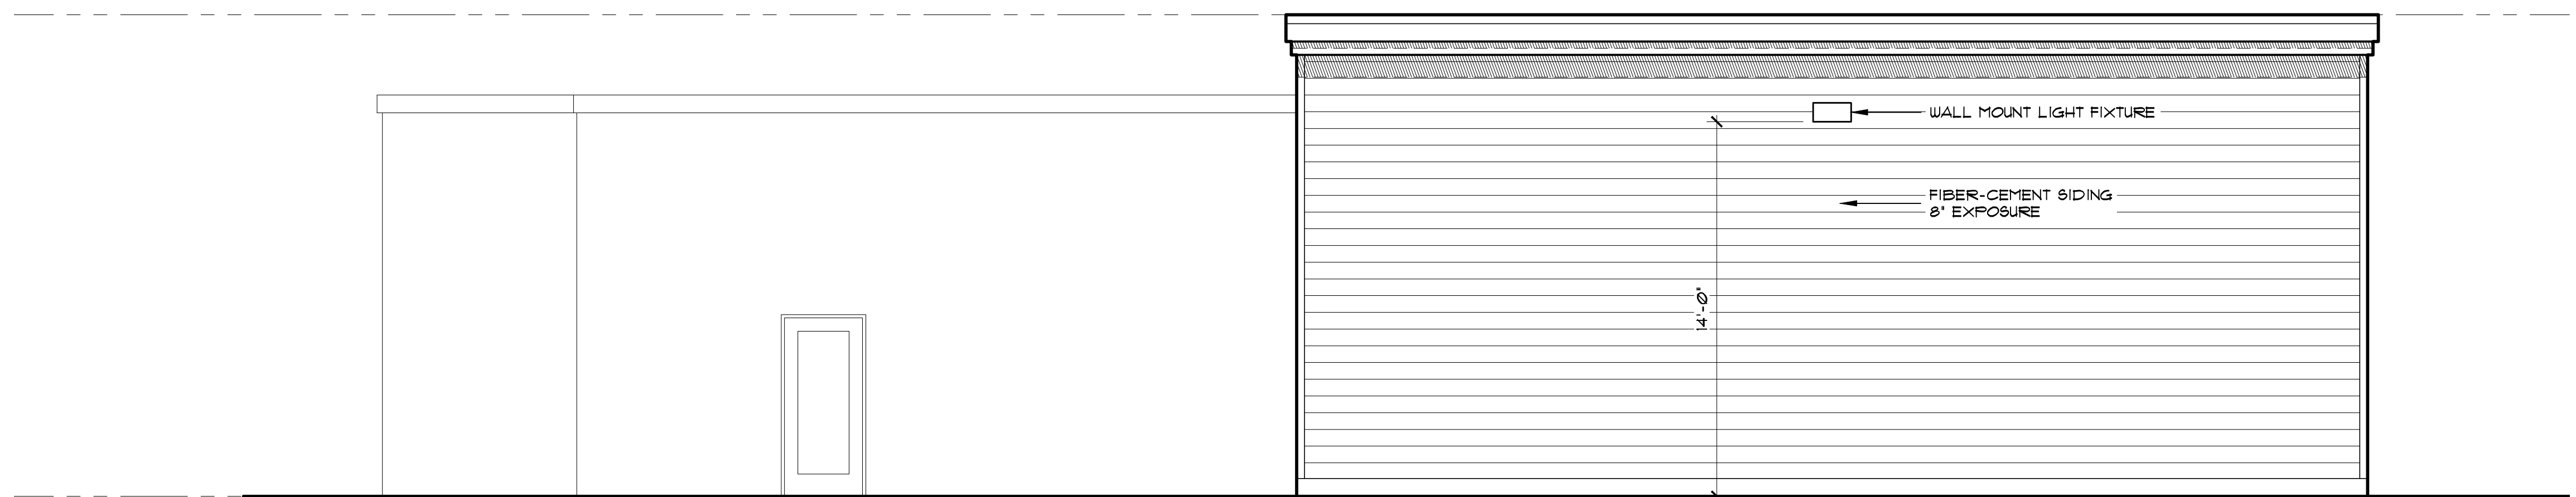 WALL MOUNT LIGHT FIXTURE
FIBER-CEMENT SIDING
8" EXPOSURE
14'-0"